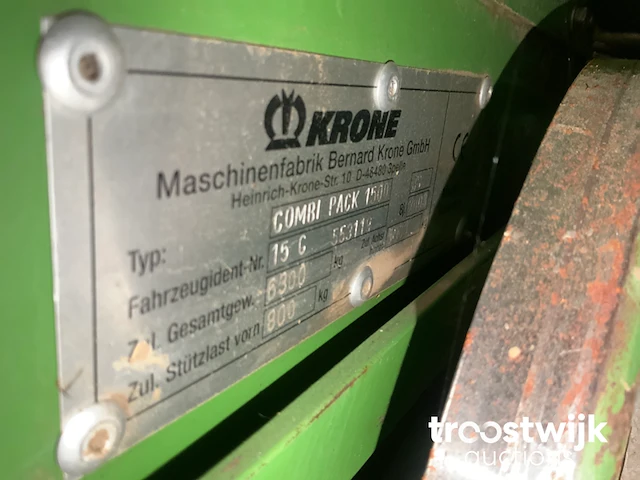 KRONE
Maschinenfabrik Bernard Krone GmbH
Heinrich-Krone-Str. 10 D-48480 Spelle
Typ: COMBI PACK
Fahrzeugident-Nr. 15 C
Zul. Gesamtgew. 6300 kg
Zul. Stützlast vorn 900 kg
troostwijk
auctions